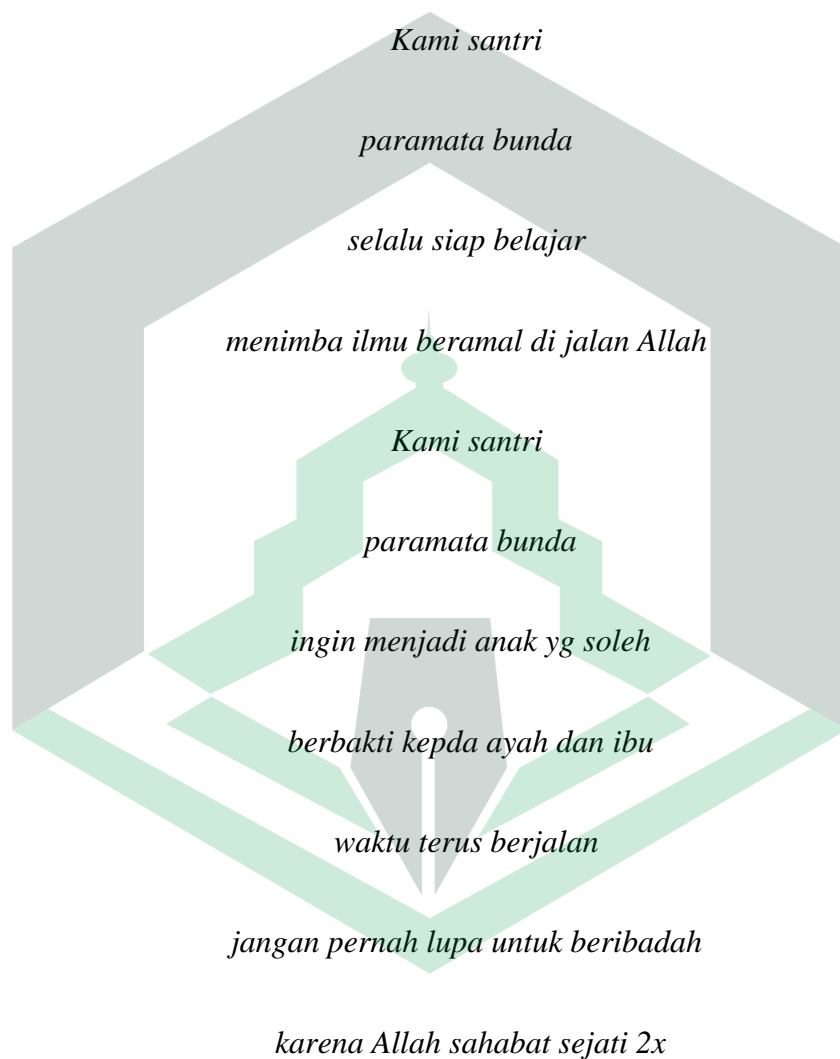 Kami santri
paramata bunda
selalu siap belajar
menimba ilmu beramal di jalan Allah
Kami santri
paramata bunda
ingin menjadi anak yg soleh
berbakti kepda ayah dan ibu
waktu terus berjalan
jangan pernah lupa untuk beribadah
karena Allah sahabat sejati 2x